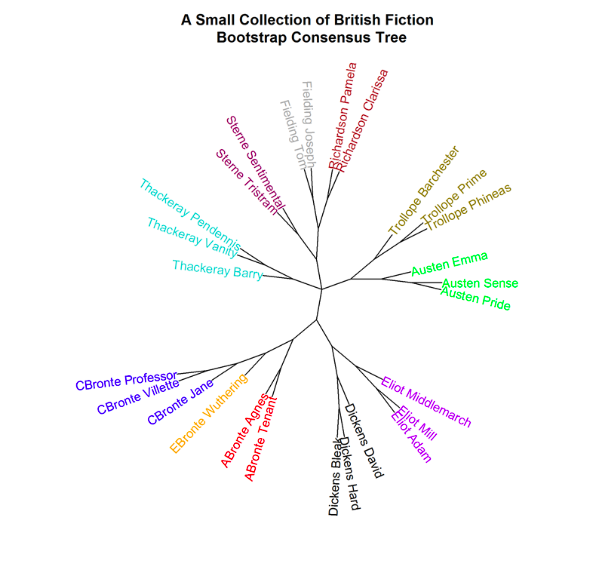 A Small Collection of British Fiction
Bootstrap Consensus Tree
Richardson Pamela
Richardson Clarissa
Fielding Joseph
Fielding Tom
Sterne Sentimental
Sterne Tristram
Thackeray Pendennis
Thackeray Vanity
Thackeray Barry
Trollope Barchester
Trollope Prime
Trollope Phineas
Austen Emma
Austen Sense
Austen Pride
CBronte Professor
CBronte Villette
CBronte Jane
EBronte Wuthering
ABronte Agnes
ABronte Tenant
Dickens Bleak
Dickens Hard
Dickens David
Eliot Middlemarch
Eliot Mill
Eliot Adam